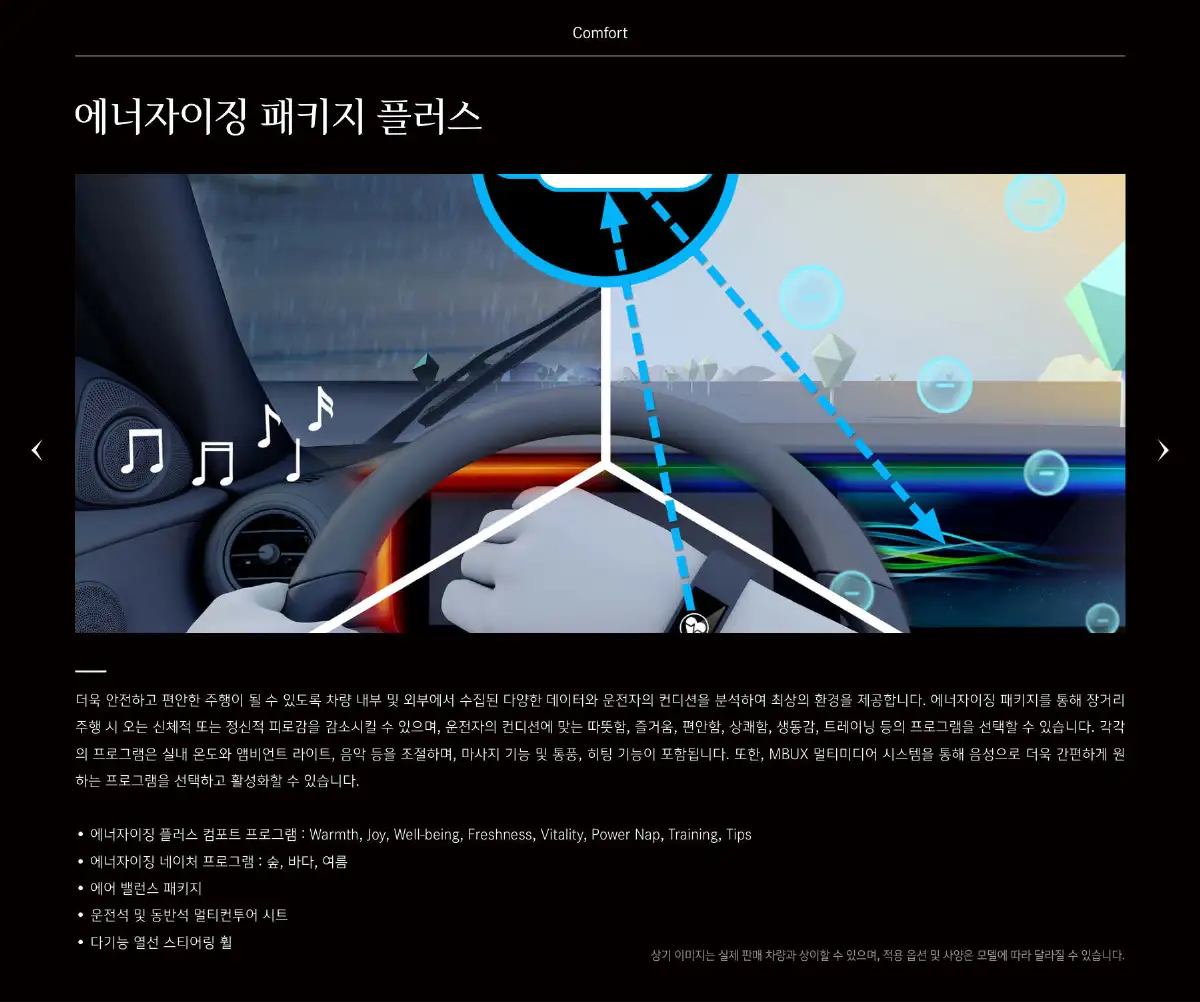 Comfort
에너자이징 패키지 플러스
더욱 안전하고 편안한 주행이 될 수 있도록 차량 내부 및 외부에서 수집된 다양한 데이터와 운전자의 컨디션을 분석하여 최상의 환경을 제공합니다. 에너자이징 패키지를 통해 장거리
주행 시 오는 신체적 또는 정신적 피로감을 감소시킬 수 있으며, 운전자의 컨디션에 맞는 따뜻함, 즐거움, 편안함, 상쾌함, 생동감, 트레이닝 등의 프로그램을 선택할 수 있습니다. 각각
의 프로그램은 실내 온도와 앰비언트 라이트, 음악 등을 조절하며, 마사지 기능 및 통풍, 히팅 기능이 포함됩니다. 또한, MBUX 멀티미디어 시스템을 통해 음성으로 더욱 간편하게 원
하는 프로그램을 선택하고 활성화할 수 있습니다.
• 에너자이징 플러스 컴포트 프로그램 : Warmth, Joy, Well-being, Freshness, Vitality, Power Nap, Training, Tips
• 에너자이징 네이처 프로그램 : 숲, 바다, 여름
• 에어 밸런스 패키지
• 운전석 및 동반석 멀티컨투어 시트
• 다기능 열선 스티어링 휠
상기 이미지는 실제 판매 차량과 상이할 수 있으며, 적용 옵션 및 사양은 모델에 따라 달라질 수 있습니다.